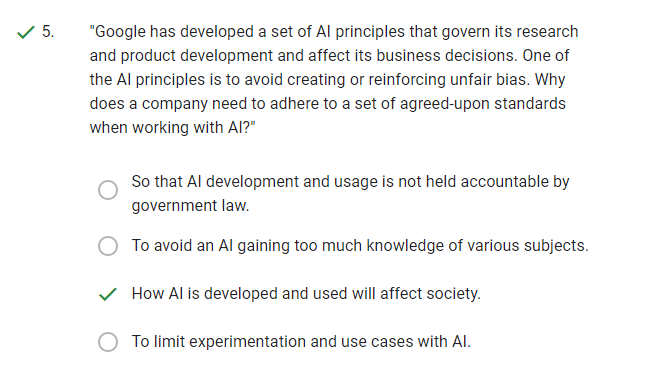 5. "Google has developed a set of AI principles that govern its research
and product development and affect its business decisions. One of
the AI principles is to avoid creating or reinforcing unfair bias. Why
does a company need to adhere to a set of agreed-upon standards
when working with AI?"
So that AI development and usage is not held accountable by
government law.
To avoid an AI gaining too much knowledge of various subjects.
How AI is developed and used will affect society.
To limit experimentation and use cases with AI.